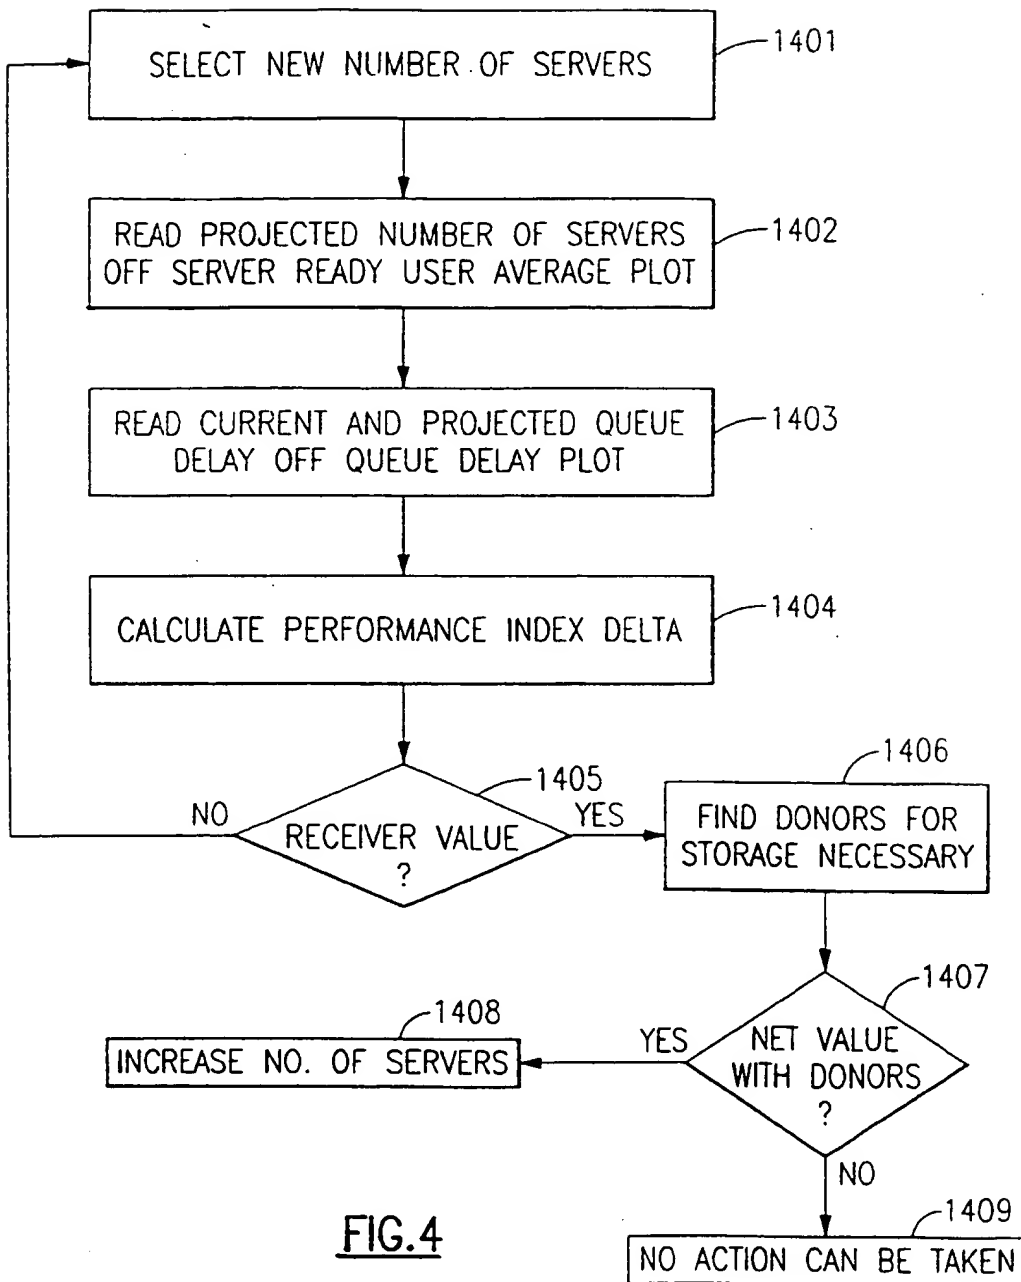 SELECT NEW NUMBER OF SERVERS
1401
READ PROJECTED NUMBER OF SERVERS
OFF SERVER READY USER AVERAGE PLOT
1402
READ CURRENT AND PROJECTED QUEUE
DELAY OFF QUEUE DELAY PLOT
1403
CALCULATE PERFORMANCE INDEX DELTA
1404
1405
NO
RECEIVER VALUE
?
YES
1406
FIND DONORS FOR
STORAGE NECESSARY
1407
NET VALUE
WITH DONORS
?
YES
1408
INCREASE NO. OF SERVERS
NO
1409
NO ACTION CAN BE TAKEN
FIG.4